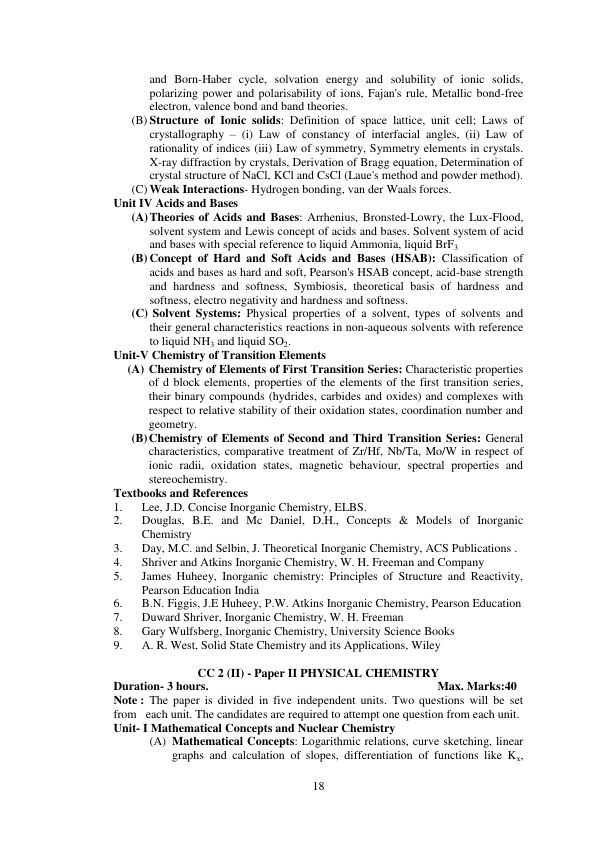 and Born-Haber cycle, solvation energy and solubility of ionic solids,
polarizing power and polarisability of ions, Fajan's rule, Metallic bond-free
electron, valence bond and band theories.
(B) Structure of Ionic solids: Definition of space lattice, unit cell; Laws of
crystallography – (i) Law of constancy of interfacial angles, (ii) Law of
rationality of indices (iii) Law of symmetry, Symmetry elements in crystals.
X-ray diffraction by crystals, Derivation of Bragg equation, Determination of
crystal structure of NaCl, KCl and CsCl (Laue's method and powder method).
(C) Weak Interactions- Hydrogen bonding, van der Waals forces.
Unit IV Acids and Bases
(A) Theories of Acids and Bases: Arrhenius, Bronsted-Lowry, the Lux-Flood,
solvent system and Lewis concept of acids and bases. Solvent system of acid
and bases with special reference to liquid Ammonia, liquid BrF₃
(B) Concept of Hard and Soft Acids and Bases (HSAB): Classification of
acids and bases as hard and soft, Pearson's HSAB concept, acid-base strength
and hardness and softness, Symbiosis, theoretical basis of hardness and
softness, electro negativity and hardness and softness.
(C) Solvent Systems: Physical properties of a solvent, types of solvents and
their general characteristics reactions in non-aqueous solvents with reference
to liquid NH₃ and liquid SO₂.
Unit-V Chemistry of Transition Elements
(A) Chemistry of Elements of First Transition Series: Characteristic properties
of d block elements, properties of the elements of the first transition series,
their binary compounds (hydrides, carbides and oxides) and complexes with
respect to relative stability of their oxidation states, coordination number and
geometry.
(B) Chemistry of Elements of Second and Third Transition Series: General
characteristics, comparative treatment of Zr/Hf, Nb/Ta, Mo/W in respect of
ionic radii, oxidation states, magnetic behaviour, spectral properties and
stereochemistry.
Textbooks and References
1. Lee, J.D. Concise Inorganic Chemistry, ELBS.
2. Douglas, B.E. and Mc Daniel, D.H., Concepts & Models of Inorganic
Chemistry
3. Day, M.C. and Selbin, J. Theoretical Inorganic Chemistry, ACS Publications .
4. Shriver and Atkins Inorganic Chemistry, W. H. Freeman and Company
5. James Huheey, Inorganic chemistry: Principles of Structure and Reactivity,
Pearson Education India
6. B.N. Figgis, J.E Huheey, P.W. Atkins Inorganic Chemistry, Pearson Education
7. Duward Shriver, Inorganic Chemistry, W. H. Freeman
8. Gary Wulfsberg, Inorganic Chemistry, University Science Books
9. A. R. West, Solid State Chemistry and its Applications, Wiley
CC 2 (II) - Paper II PHYSICAL CHEMISTRY
Duration- 3 hours. Max. Marks:40
Note : The paper is divided in five independent units. Two questions will be set
from each unit. The candidates are required to attempt one question from each unit.
Unit- I Mathematical Concepts and Nuclear Chemistry
(A) Mathematical Concepts: Logarithmic relations, curve sketching, linear
graphs and calculation of slopes, differentiation of functions like Kₓ,
18